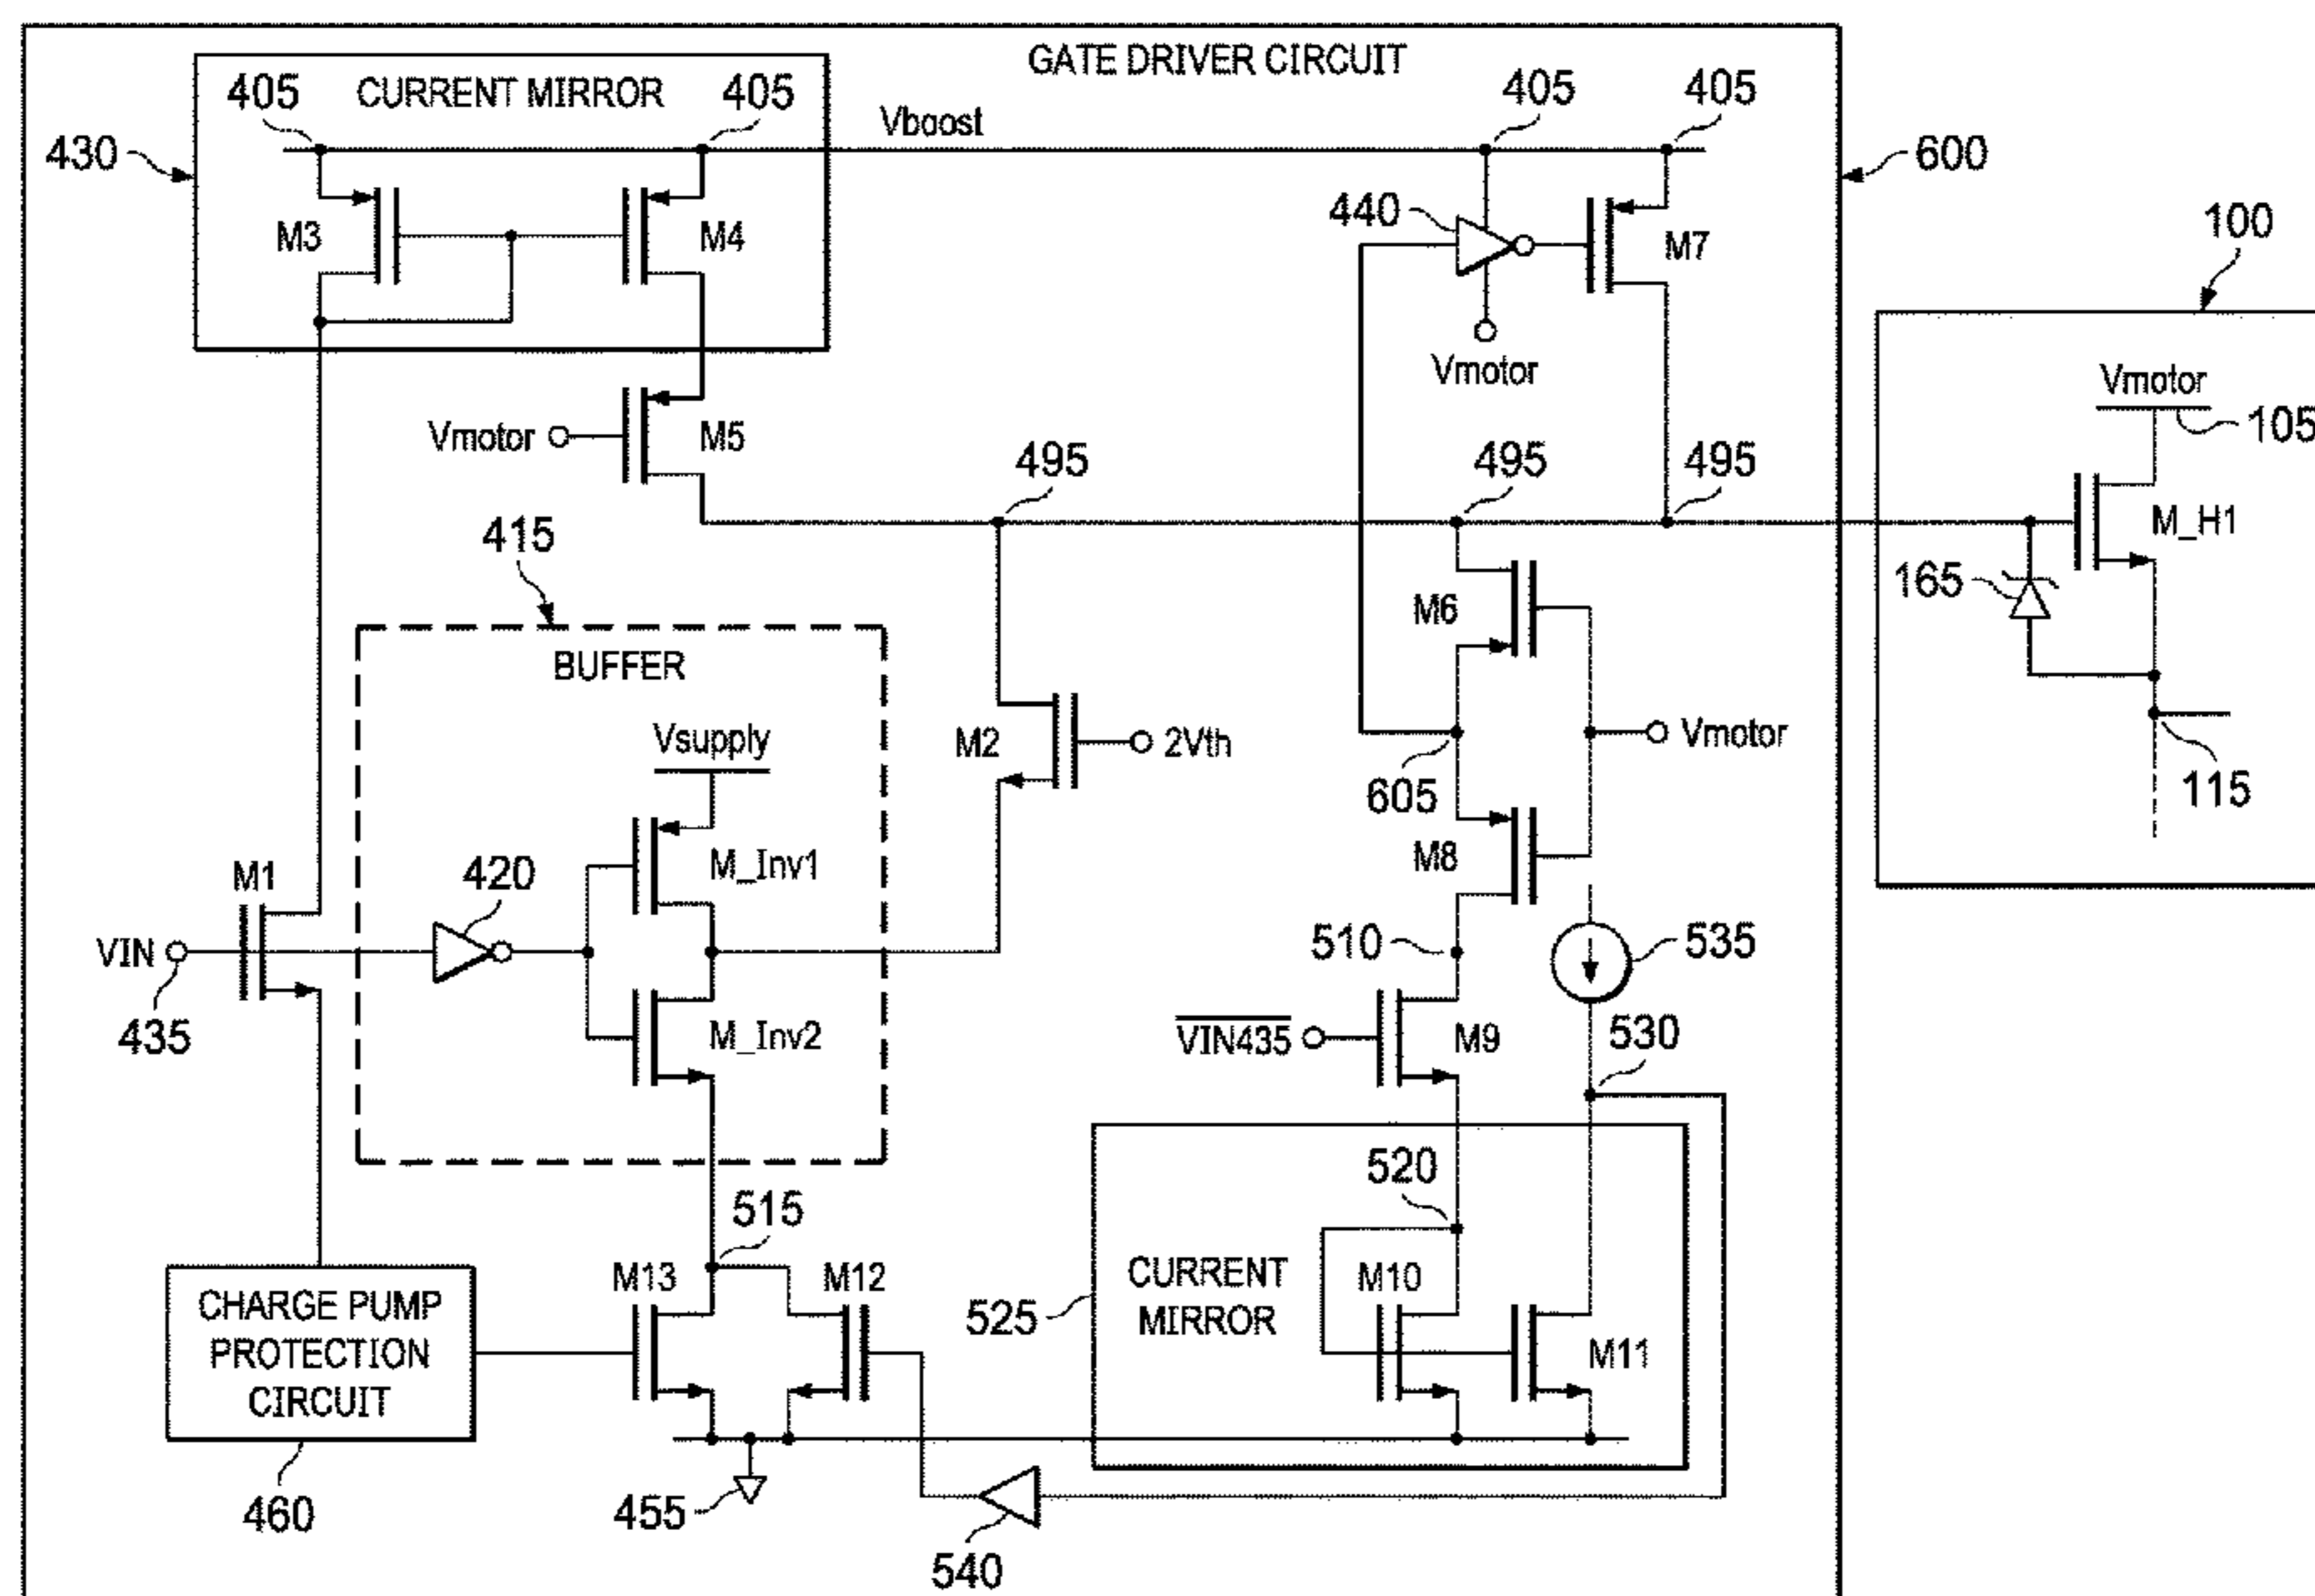 GATE DRIVER CIRCUIT
405
CURRENT MIRROR
405
Vboost
405
405
430
600
M3
M4
440
M7
100
Vmotor
Vmotor
105
Vmotor
M5
495
495
495
M_H1
415
M6
165
BUFFER
Vsupply
M2
2Vth
Vmotor
605
115
M_Inv1
M8
M1
420
510
535
VIN
435
M_Inv2
VIN435
M9
530
515
520
M13
M12
CURRENT
MIRROR
M10
525
M11
CHARGE PUMP
PROTECTION
CIRCUIT
460
455
540